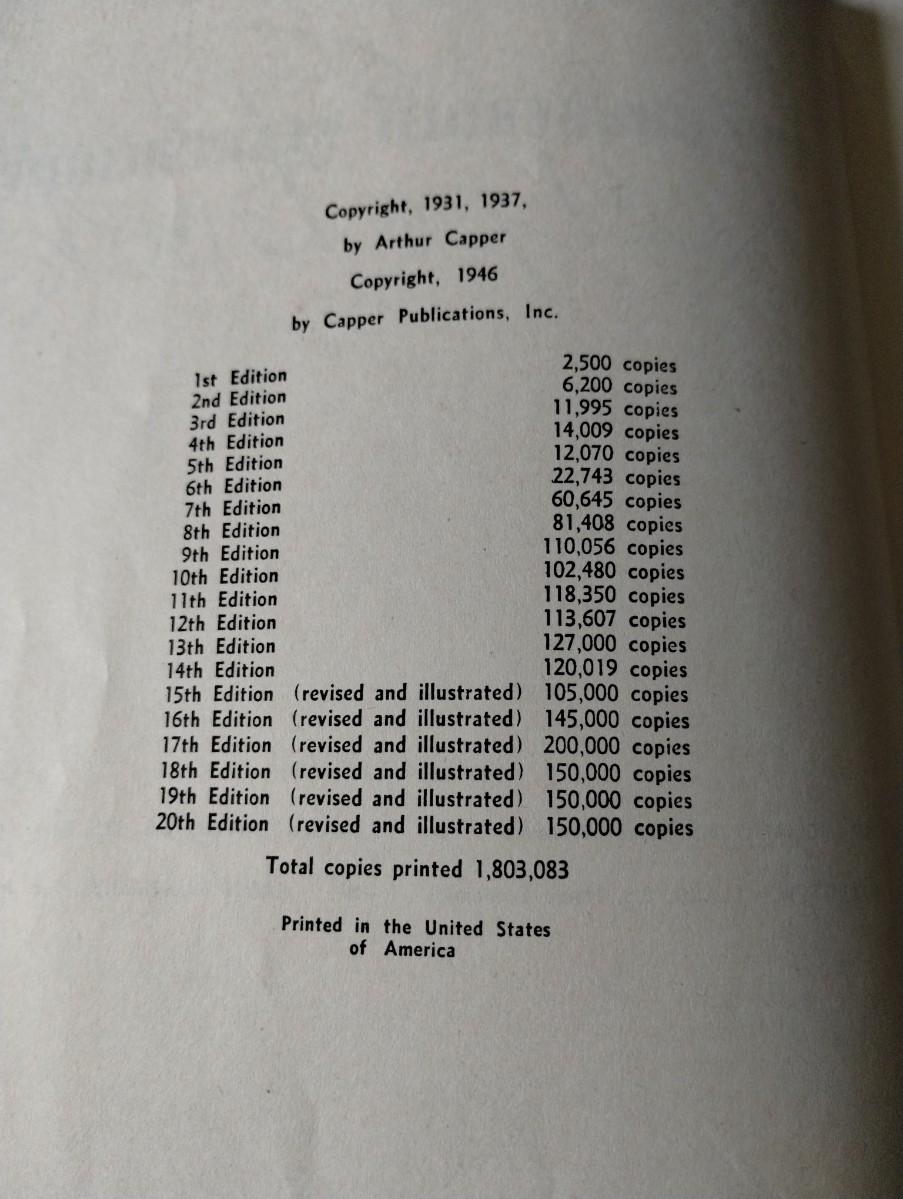 Copyright, 1931, 1937,
by Arthur Capper
Copyright, 1946
by Capper Publications, Inc.
1st Edition 2,500 copies
2nd Edition 6,200 copies
3rd Edition 11,995 copies
4th Edition 14,009 copies
5th Edition 12,070 copies
6th Edition 22,743 copies
7th Edition 60,645 copies
8th Edition 81,408 copies
9th Edition 110,056 copies
10th Edition 102,480 copies
11th Edition 118,350 copies
12th Edition 113,607 copies
13th Edition 127,000 copies
14th Edition 120,019 copies
15th Edition (revised and illustrated) 105,000 copies
16th Edition (revised and illustrated) 145,000 copies
17th Edition (revised and illustrated) 200,000 copies
18th Edition (revised and illustrated) 150,000 copies
19th Edition (revised and illustrated) 150,000 copies
20th Edition (revised and illustrated) 150,000 copies
Total copies printed 1,803,083
Printed in the United States
of America